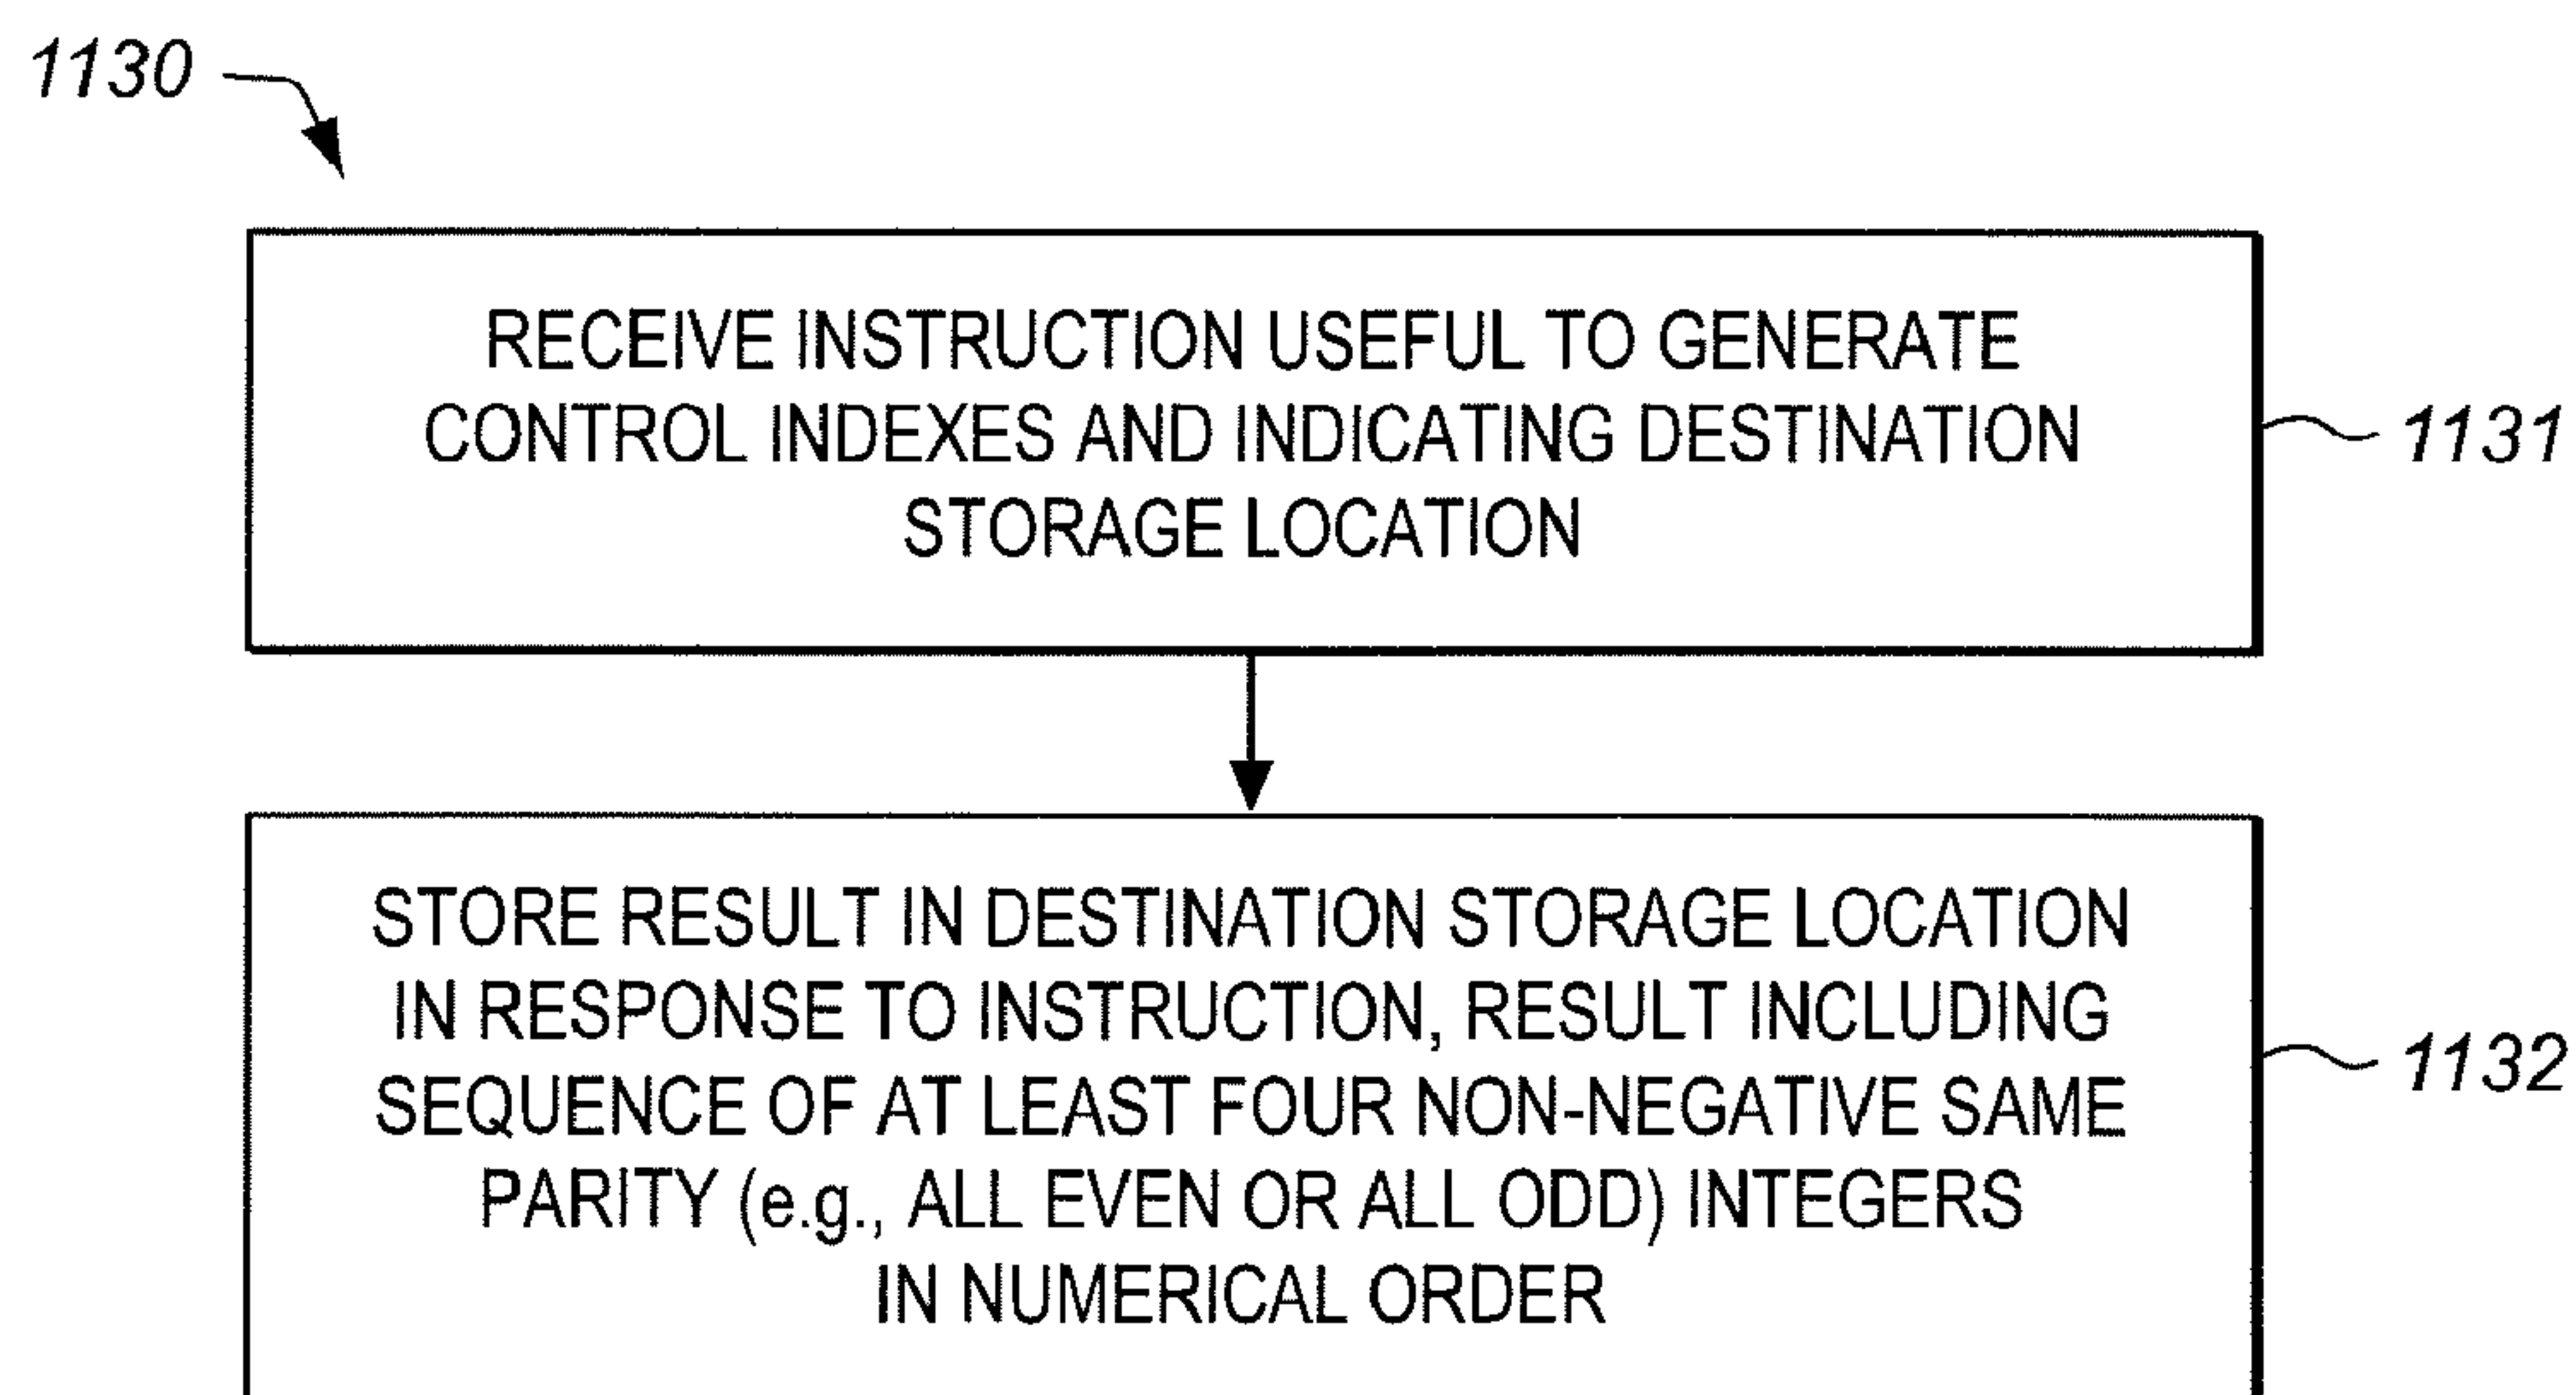 1130
RECEIVE INSTRUCTION USEFUL TO GENERATE
CONTROL INDEXES AND INDICATING DESTINATION
STORAGE LOCATION
1131
STORE RESULT IN DESTINATION STORAGE LOCATION
IN RESPONSE TO INSTRUCTION, RESULT INCLUDING
SEQUENCE OF AT LEAST FOUR NON-NEGATIVE SAME
PARITY (e.g., ALL EVEN OR ALL ODD) INTEGERS
IN NUMERICAL ORDER
1132